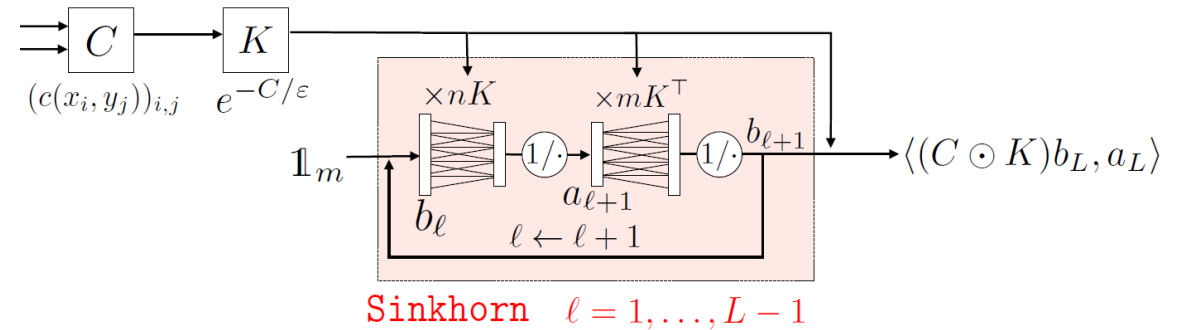 C
K
(c(x_i, y_j))_{i,j}
e^{-C/ε}
×nK
×mK^⊤
𝟙_m
1/·
1/·
b_{ℓ+1}
⟨(C ⊙ K)b_L, a_L⟩
b_ℓ
a_{ℓ+1}
ℓ ← ℓ + 1
Sinkhorn ℓ = 1, . . . , L − 1